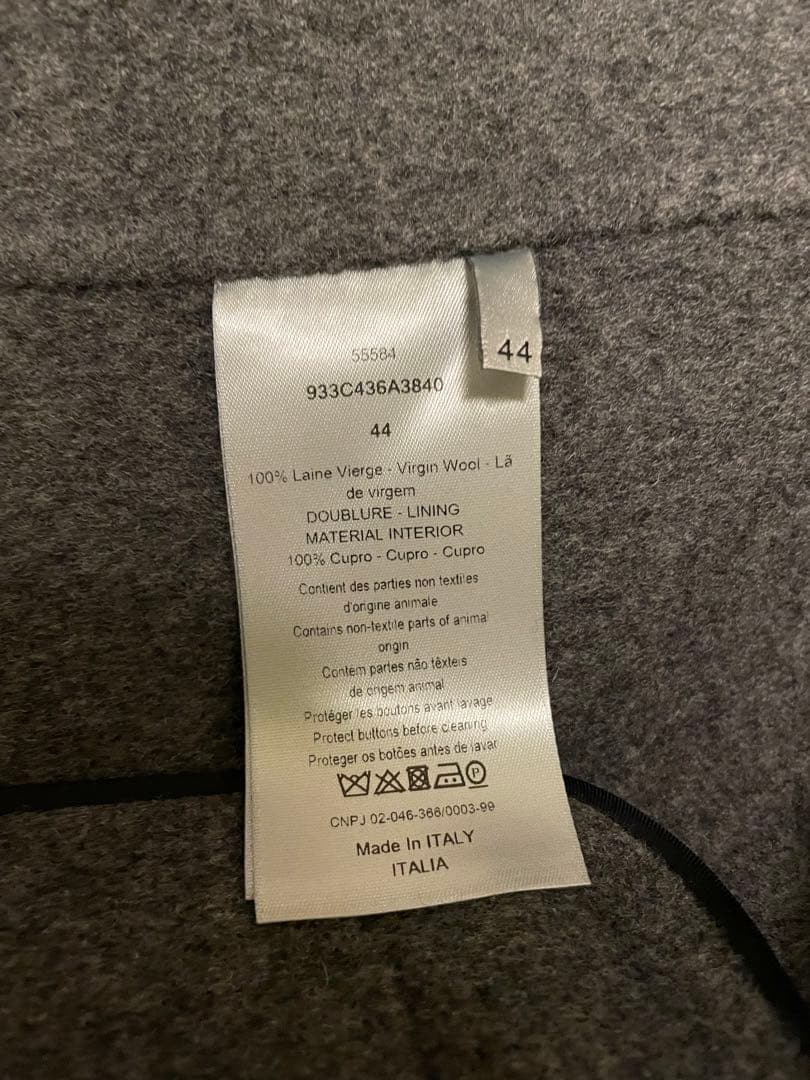 44
55584
933C436A3840
44
100% Laine Vierge - Virgin Wool - Lã
de virgem
DOUBLURE - LINING
MATERIAL INTERIOR
100% Cupro - Cupro - Cupro
Contient des parties non textiles
d'origine animale
Contains non-textile parts of animal
origin
Contem partes não têxteis
de origem animal
Protéger les boutons avant lavage
Protect buttons before cleaning
Proteger os botões antes de lavar
P
CNPJ 02-046-366/0003-99
Made In ITALY
ITALIA